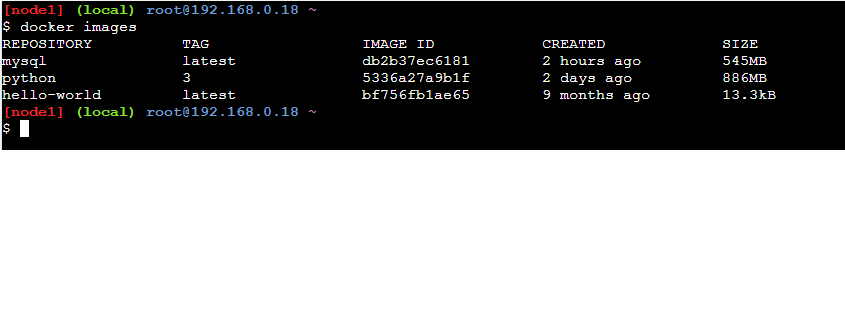 [node1] (local) root@192.168.0.18 ~
$ docker images
REPOSITORY TAG IMAGE ID CREATED SIZE
mysql latest db2b37ec6181 2 hours ago 545MB
python 3 5336a27a9b1f 2 days ago 886MB
hello-world latest bf756fb1ae65 9 months ago 13.3kB
[node1] (local) root@192.168.0.18 ~
$